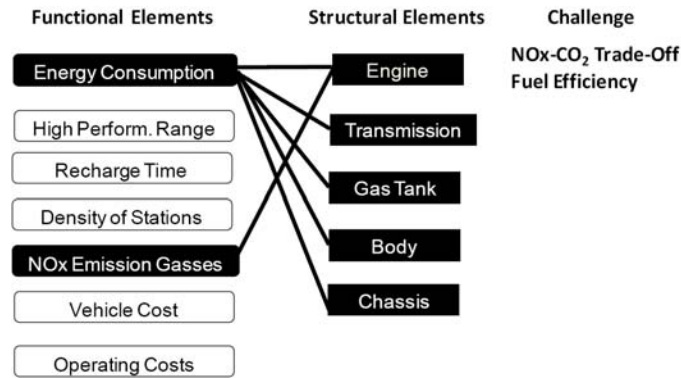 Functional Elements
Structural Elements
Challenge
Energy Consumption
Engine
NOx-CO₂ Trade-Off
Fuel Efficiency
High Perform. Range
Transmission
Recharge Time
Gas Tank
Density of Stations
Body
NOx Emission Gasses
Chassis
Vehicle Cost
Operating Costs